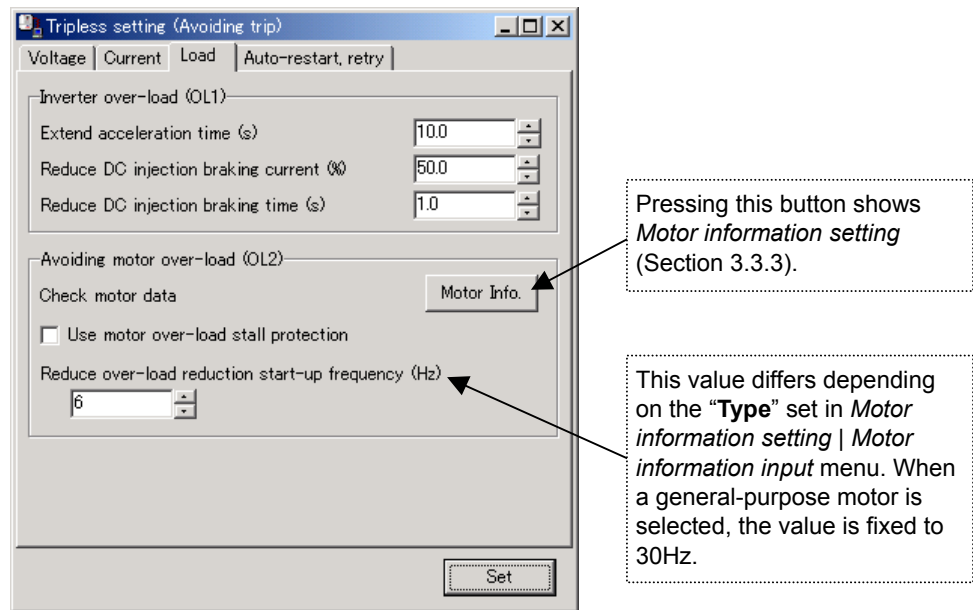 Tripless setting (Avoiding trip)
Voltage Current Load Auto-restart, retry
Inverter over-load (OL1)
Extend acceleration time (s) 10.0
Reduce DC injection braking current (%) 50.0
Reduce DC injection braking time (s) 1.0
Avoiding motor over-load (OL2)
Check motor data Motor Info.
Use motor over-load stall protection
Reduce over-load reduction start-up frequency (Hz)
6
Set
Pressing this button shows
Motor information setting
(Section 3.3.3).
This value differs depending
on the “Type” set in Motor
information setting | Motor
information input menu. When
a general-purpose motor is
selected, the value is fixed to
30Hz.